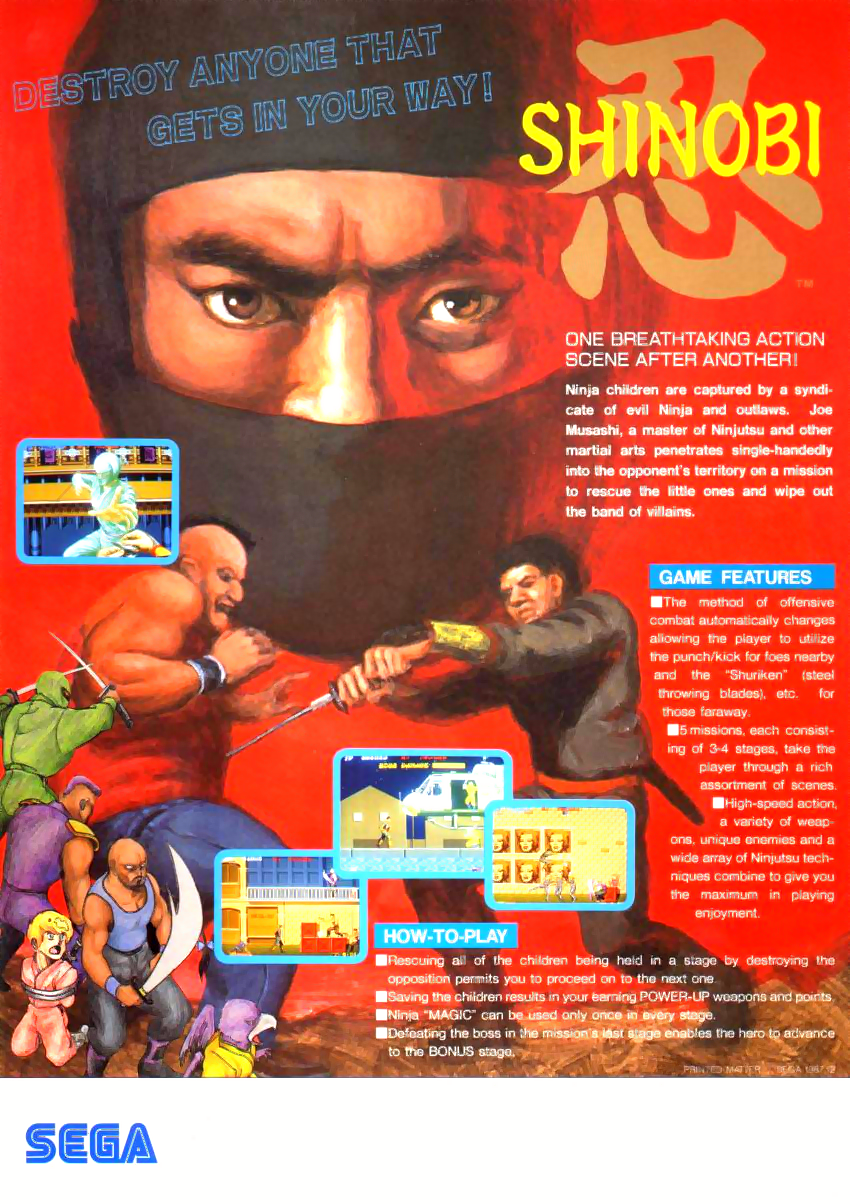 DESTROY ANYONE THAT
GETS IN YOUR WAY!
忍
SHINOBI
TM
ONE BREATHTAKING ACTION
SCENE AFTER ANOTHER!
Ninja children are captured by a syndi-
cate of evil Ninja and outlaws. Joe
Musashi, a master of Ninjutsu and other
martial arts penetrates single-handedly
into the opponent's territory on a mission
to rescue the little ones and wipe out
the band of villains.
GAME FEATURES
■The method of offensive
combat automatically changes
allowing the player to utilize
the punch/kick for foes nearby
and the "Shuriken" (steel
throwing blades), etc. for
those faraway.
■5 missions, each consist-
ing of 3-4 stages, take the
player through a rich
assortment of scenes.
■High-speed action,
a variety of weap-
ons, unique enemies and a
wide array of Ninjutsu tech-
niques combine to give you
the maximum in playing
enjoyment.
HOW-TO-PLAY
■Rescuing all of the children being held in a stage by destroying the
opposition permits you to proceed on to the next one.
■Saving the children results in your earning POWER-UP weapons and points.
■Ninja "MAGIC" can be used only once in every stage.
■Defeating the boss in the mission's last stage enables the hero to advance
to the BONUS stage.
PRINTED MATTER SEGA 1987.12
SEGA